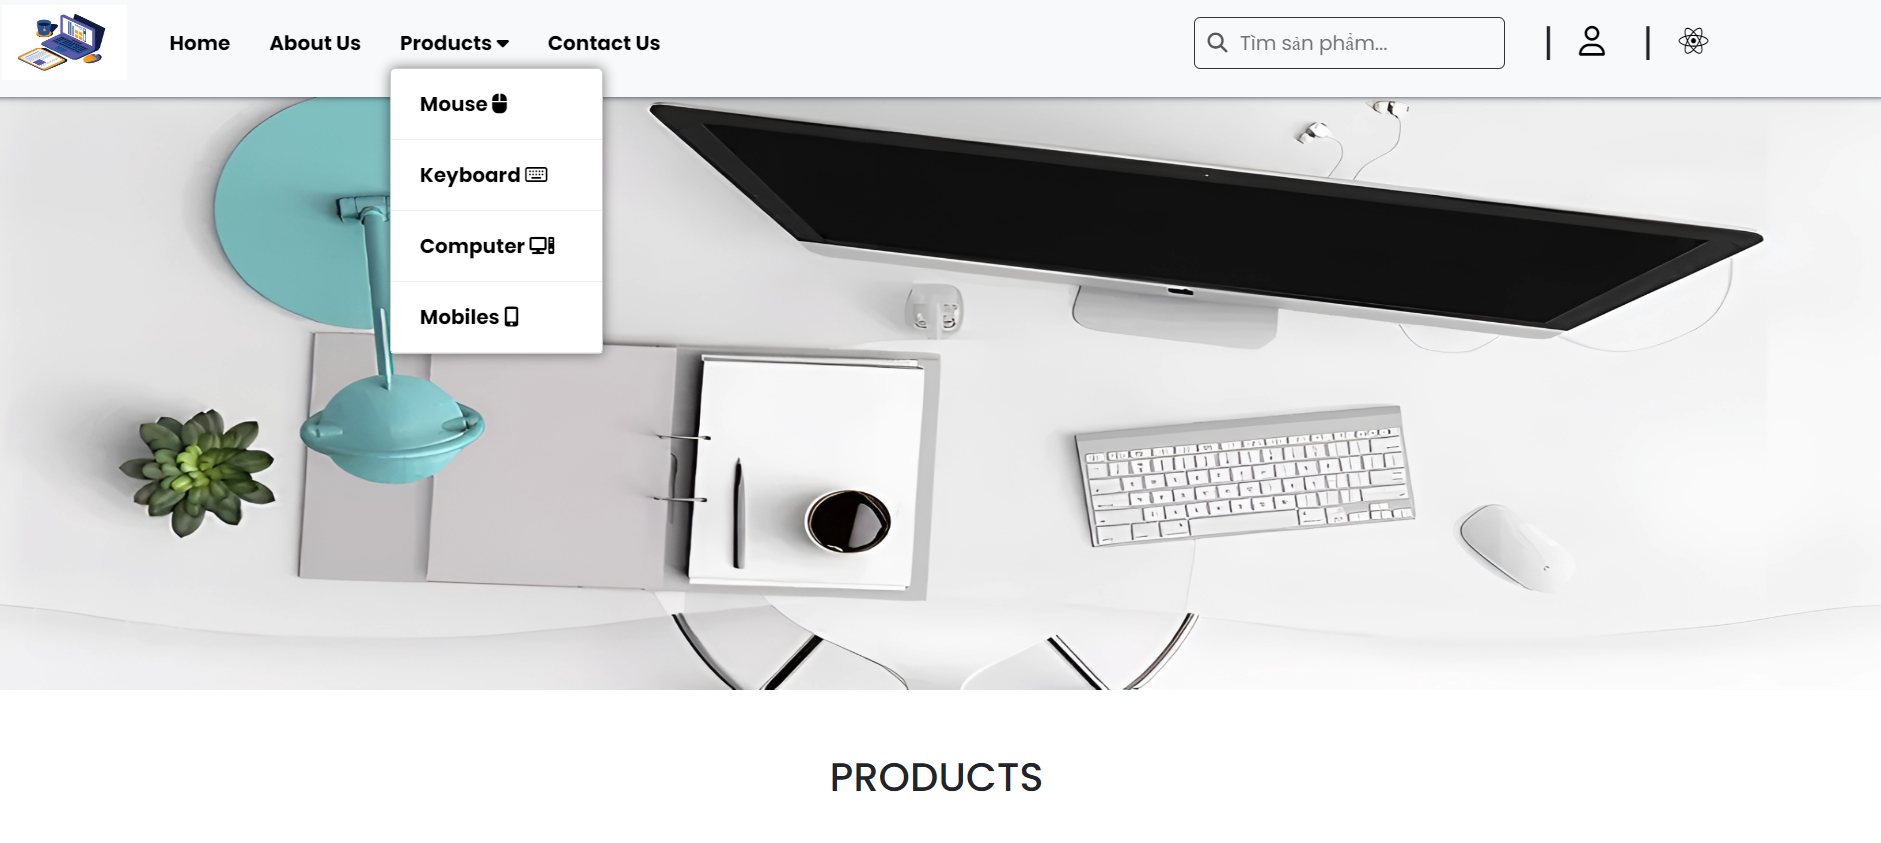 Home
About Us
Products
Contact Us
Tìm sản phẩm...
Mouse
Keyboard
Computer
Mobiles
PRODUCTS